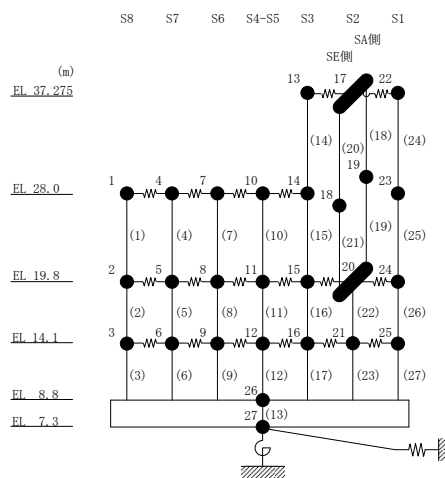 S8 S7 S6 S4-S5 S3 S2 S1
SA側
SE側
(m)
EL 37.275
13 17 22
(14) (20) (18) (24)
19
EL 28.0
1 4 7 10 14 18 23
(1) (4) (7) (10) (15) (21) (19) (25)
EL 19.8
2 5 8 11 15 20 24
(2) (5) (8) (11) (16) (22) (26)
EL 14.1
3 6 9 12 16 21 25
(3) (6) (9) (12) (17) (23) (27)
EL 8.8
26
(13)
EL 7.3
27